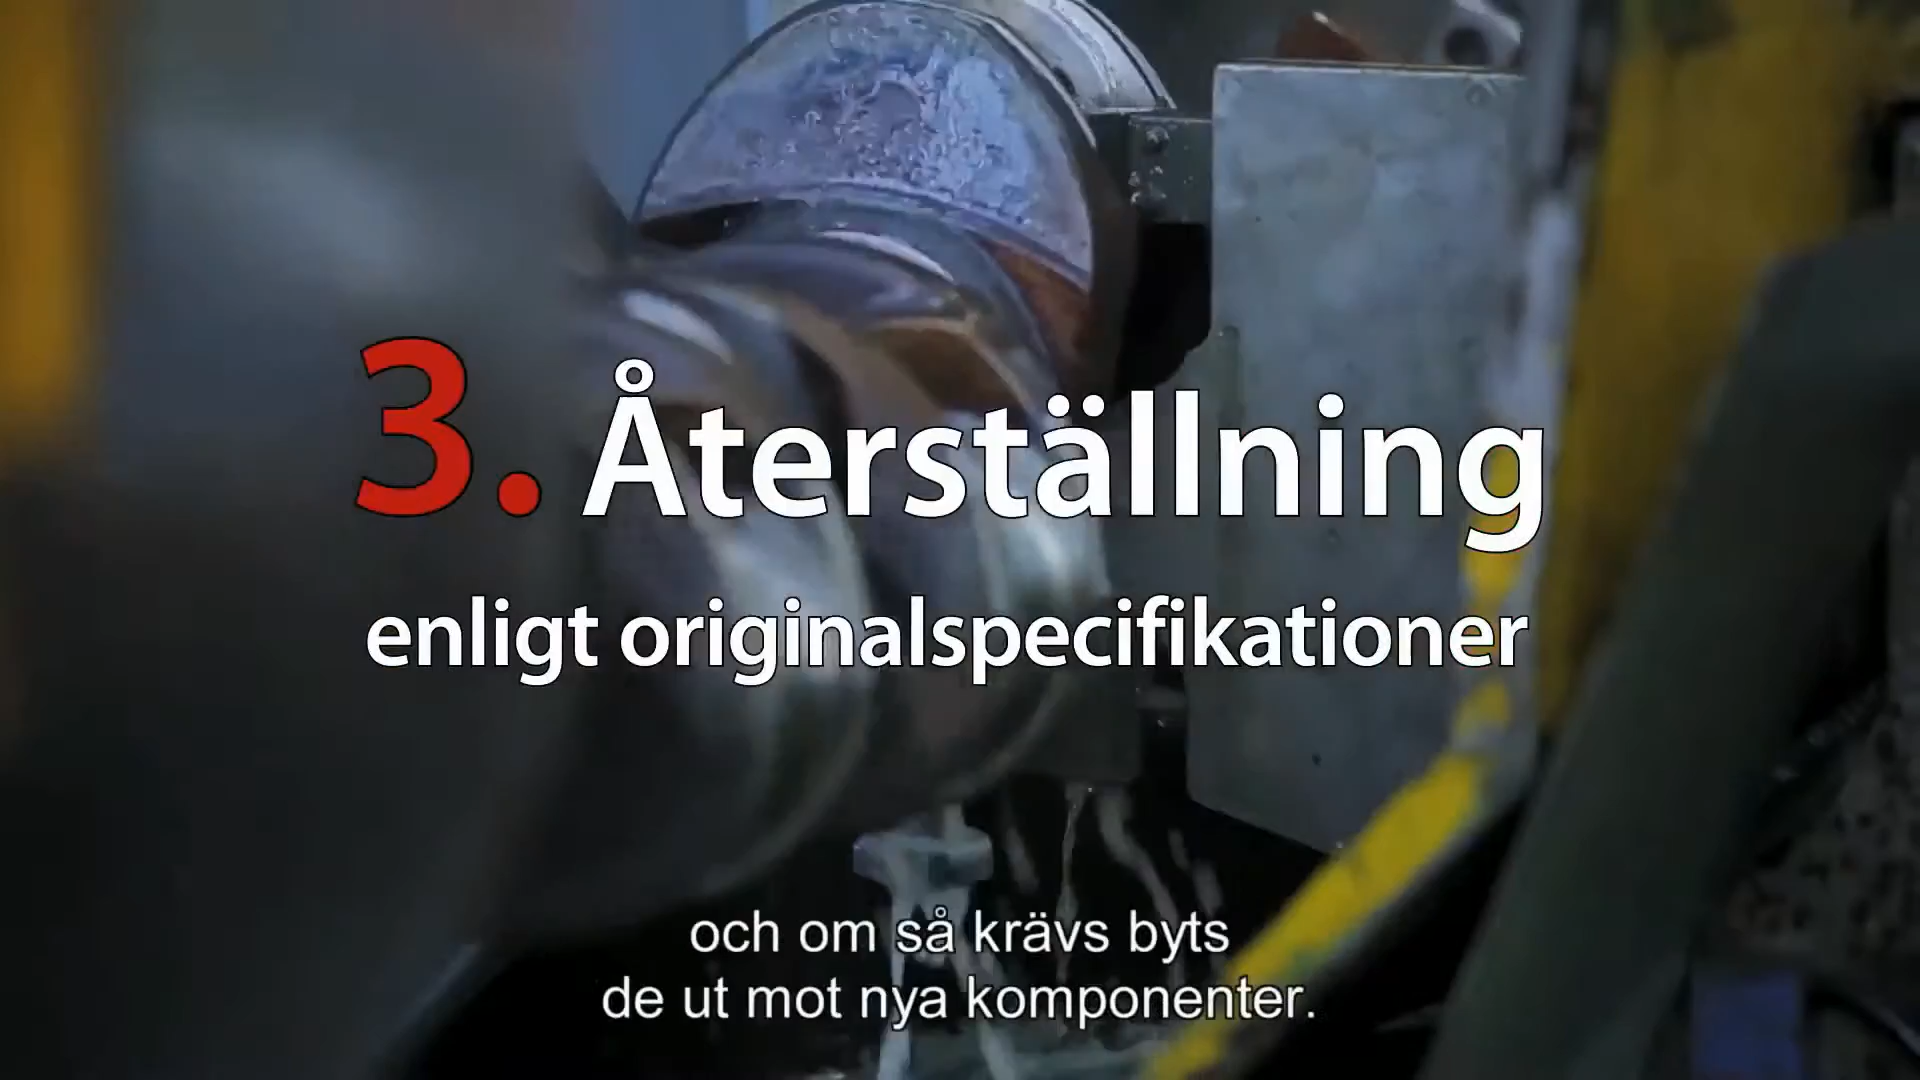 3. Återställning
enligt originalspecifikationer
och om så krävs byts
de ut mot nya komponenter.